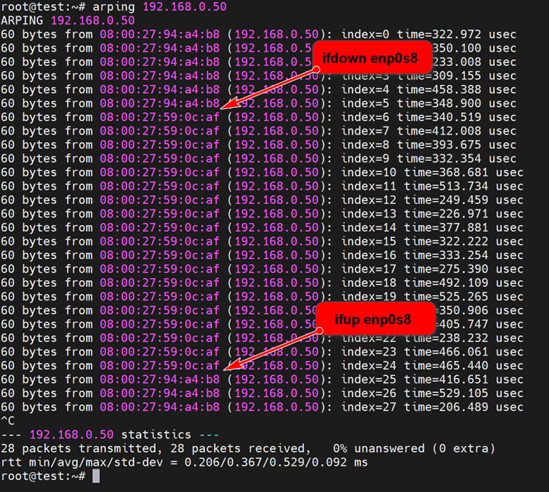 root@test:~# arping 192.168.0.50
ARPING 192.168.0.50
60 bytes from 08:00:27:94:a4:b8 (192.168.0.50): index=0 time=322.972 usec
60 bytes from 08:00:27:94:a4:b8 350.100 usec
60 bytes from 08:00:27:94:a4:b8 ifdown enp0s8 233.008 usec
60 bytes from 08:00:27:94:a4:b8 (192.168.0.50): index=3 time=309.155 usec
60 bytes from 08:00:27:94:a4:b8 (192.168.0.50): index=4 time=458.388 usec
60 bytes from 08:00:27:94:a4:b8 (192.168.0.50): index=5 time=348.900 usec
60 bytes from 08:00:27:59:0c:af (192.168.0.50): index=6 time=340.519 usec
60 bytes from 08:00:27:59:0c:af (192.168.0.50): index=7 time=412.008 usec
60 bytes from 08:00:27:59:0c:af (192.168.0.50): index=8 time=393.675 usec
60 bytes from 08:00:27:59:0c:af (192.168.0.50): index=9 time=332.354 usec
60 bytes from 08:00:27:59:0c:af (192.168.0.50): index=10 time=368.681 usec
60 bytes from 08:00:27:59:0c:af (192.168.0.50): index=11 time=513.734 usec
60 bytes from 08:00:27:59:0c:af (192.168.0.50): index=12 time=249.459 usec
60 bytes from 08:00:27:59:0c:af (192.168.0.50): index=13 time=226.971 usec
60 bytes from 08:00:27:59:0c:af (192.168.0.50): index=14 time=377.881 usec
60 bytes from 08:00:27:59:0c:af (192.168.0.50): index=15 time=322.222 usec
60 bytes from 08:00:27:59:0c:af (192.168.0.50): index=16 time=333.254 usec
60 bytes from 08:00:27:59:0c:af (192.168.0.50): index=17 time=275.390 usec
60 bytes from 08:00:27:59:0c:af (192.168.0.50): index=18 time=492.109 usec
60 bytes from 08:00:27:59:0c:af (192.168.0.50): index=19 time=525.265 usec
60 bytes from 08:00:27:59:0c:af (192.168.0.50) 350.906 usec
60 bytes from 08:00:27:59:0c:af (192.168.0.50) ifup enp0s8 405.747 usec
60 bytes from 08:00:27:59:0c:af (192.168.0.50): index=22 time=238.232 usec
60 bytes from 08:00:27:59:0c:af (192.168.0.50): index=23 time=466.061 usec
60 bytes from 08:00:27:59:0c:af (192.168.0.50): index=24 time=465.440 usec
60 bytes from 08:00:27:94:a4:b8 (192.168.0.50): index=25 time=416.651 usec
60 bytes from 08:00:27:94:a4:b8 (192.168.0.50): index=26 time=529.105 usec
60 bytes from 08:00:27:94:a4:b8 (192.168.0.50): index=27 time=206.489 usec
^C
--- 192.168.0.50 statistics ---
28 packets transmitted, 28 packets received,   0% unanswered (0 extra)
rtt min/avg/max/std-dev = 0.206/0.367/0.529/0.092 ms
root@test:~#